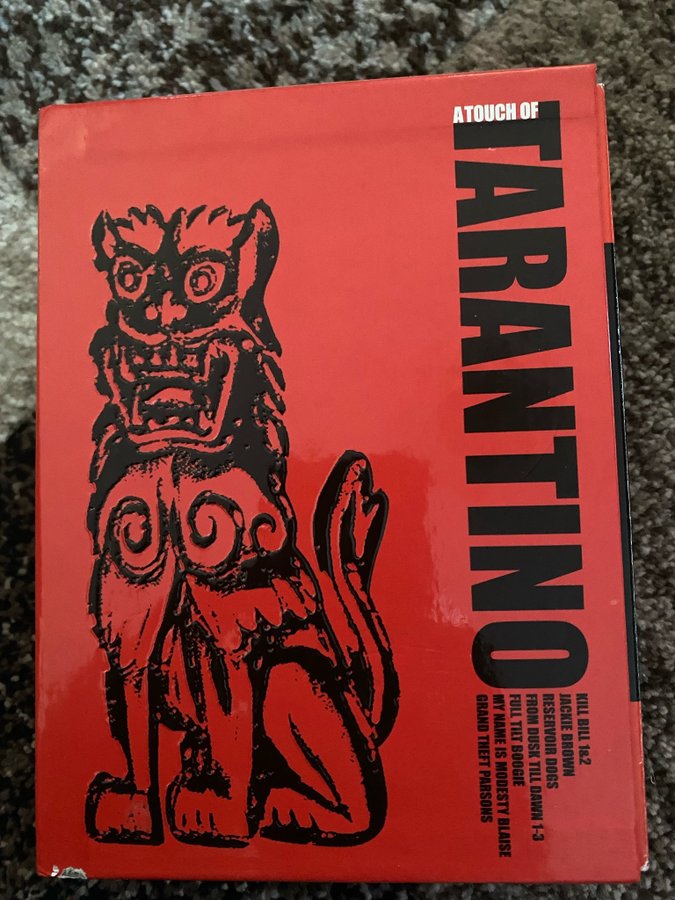 A TOUCH OF
TARANTINO
KILL BILL 1&2
JACKIE BROWN
RESERVOIR DOGS
FROM DUSK TILL DAWN 1-3
FULL TILT BOOGIE
MY NAME IS MODESTY BLAISE
GRAND THEFT PARSONS